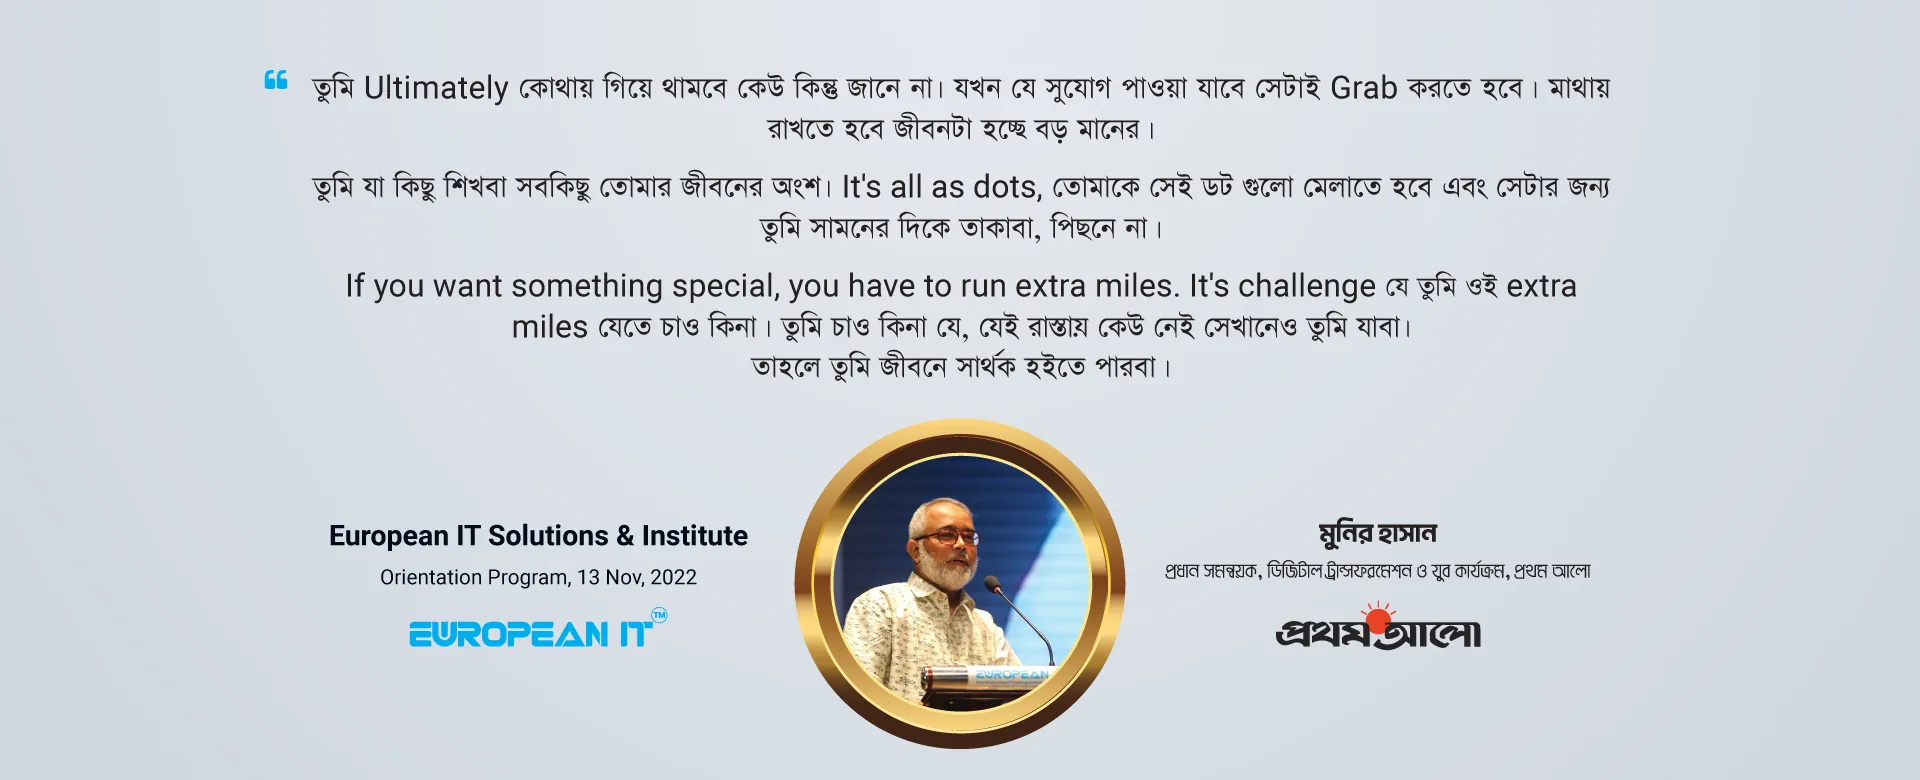 ❝ তুমি Ultimately কোথায় গিয়ে থামবে কেউ কিন্তু জানে না। যখন যে সুযোগ পাওয়া যাবে সেটাই Grab করতে হবে। মাথায়
রাখতে হবে জীবনটা হচ্ছে বড় মানের।
তুমি যা কিছু শিখবা সবকিছু তোমার জীবনের অংশ। It's all as dots, তোমাকে সেই ডট গুলো মেলাতে হবে এবং সেটার জন্য
তুমি সামনের দিকে তাকাবা, পিছনে না।
If you want something special, you have to run extra miles. It's challenge যে তুমি ওই extra
miles যেতে চাও কিনা। তুমি চাও কিনা যে, যেই রাস্তায় কেউ নেই সেখানেও তুমি যাবা।
তাহলে তুমি জীবনে সার্থক হইতে পারবা।
European IT Solutions & Institute
Orientation Program, 13 Nov, 2022
EUROPEAN IT™
EUROPEAN
মুনির হাসান
প্রধান সমন্বয়ক, ডিজিটাল ট্রান্সফরমেশন ও যুব কার্যক্রম, প্রথম আলো
প্রথম আলো